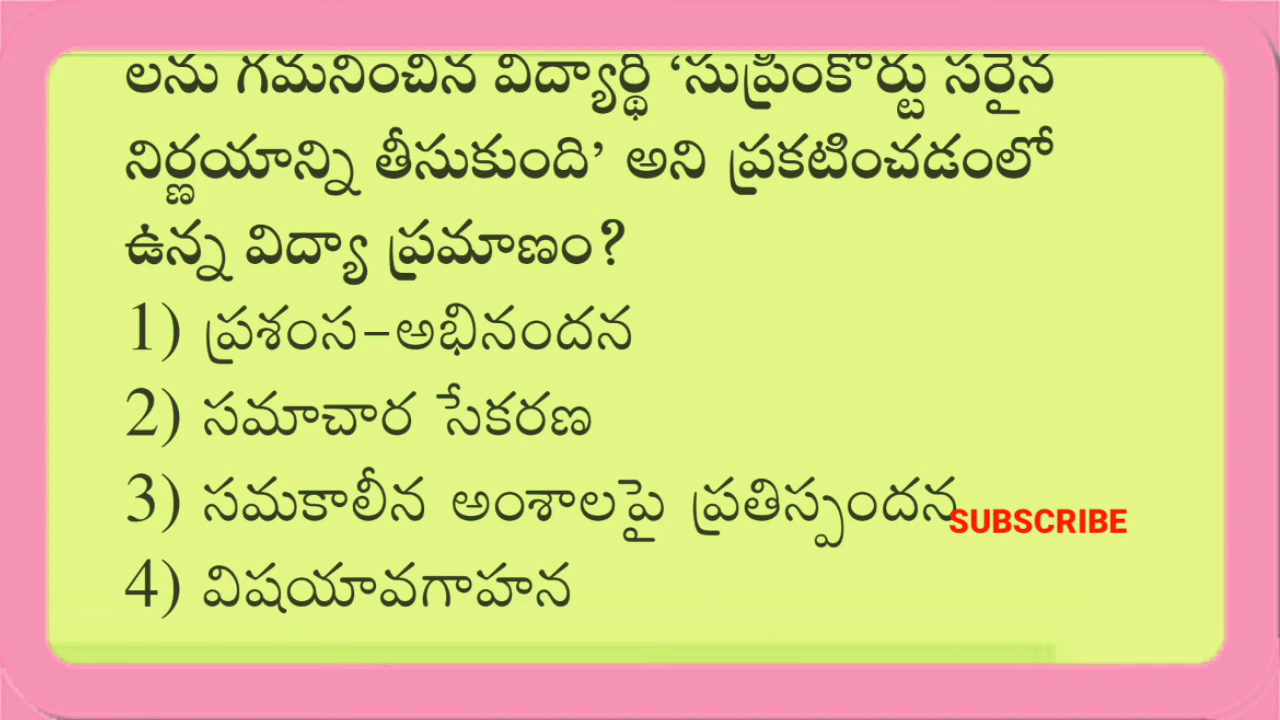 లను గమనించిన విద్యార్థి ‘సుప్రీంకోర్టు సరైన
నిర్ణయాన్ని తీసుకుంది’ అని ప్రకటించడంలో
ఉన్న విద్యా ప్రమాణం?
1) ప్రశంస-అభినందన
2) సమాచార సేకరణ
3) సమకాలీన అంశాలపై ప్రతిస్పందన
SUBSCRIBE
4) విషయావగాహన